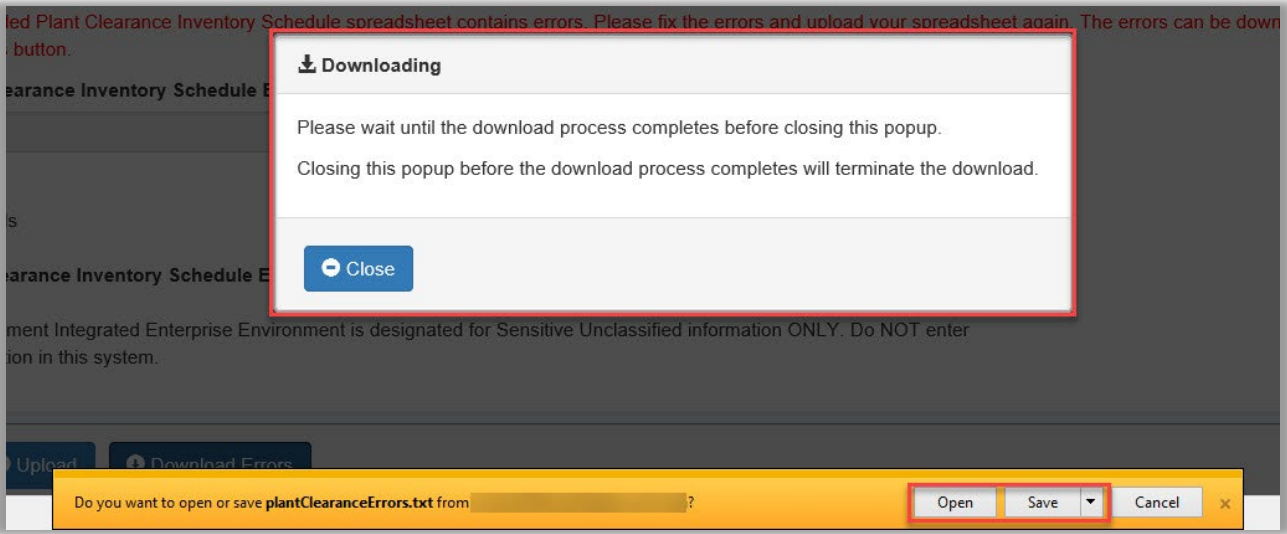 led Plant Clearance Inventory Schedule spreadsheet contains errors. Please fix the errors and upload your spreadsheet again. The errors can be down
button.
Downloading
earance Inventory Schedule E
Please wait until the download process completes before closing this popup.
Closing this popup before the download process completes will terminate the download.
ls
Close
earance Inventory Schedule E
ment Integrated Enterprise Environment is designated for Sensitive Unclassified information ONLY. Do NOT enter
ion in this system.
Upload Download Errors
Do you want to open or save plantClearanceErrors.txt from ? Open Save Cancel